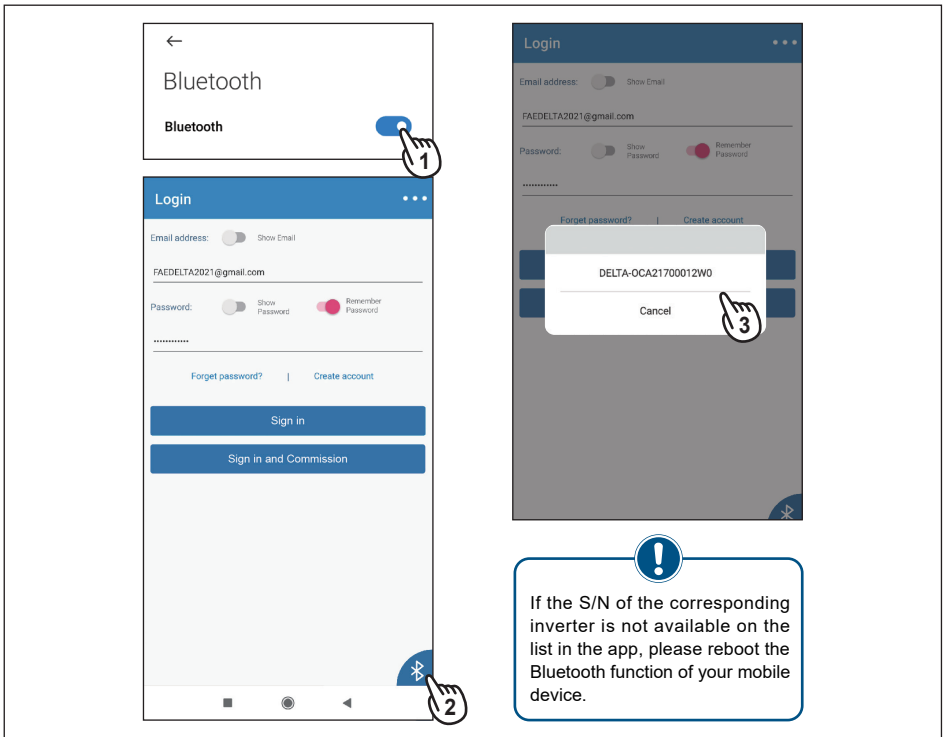 Bluetooth
Bluetooth
1
Login
Email address: Show Email
FAEDELTA2021@gmail.com
Password: Show Password Remember Password
••••••••••••
Forget password? | Create account
Sign in
Sign in and Commission
2
Login
Email address: Show Email
FAEDELTA2021@gmail.com
Password: Show Password Remember Password
••••••••••••
Forget password? | Create account
DELTA-OCA21700012W0
Cancel
3
If the S/N of the corresponding
inverter is not available on the
list in the app, please reboot the
Bluetooth function of your mobile
device.